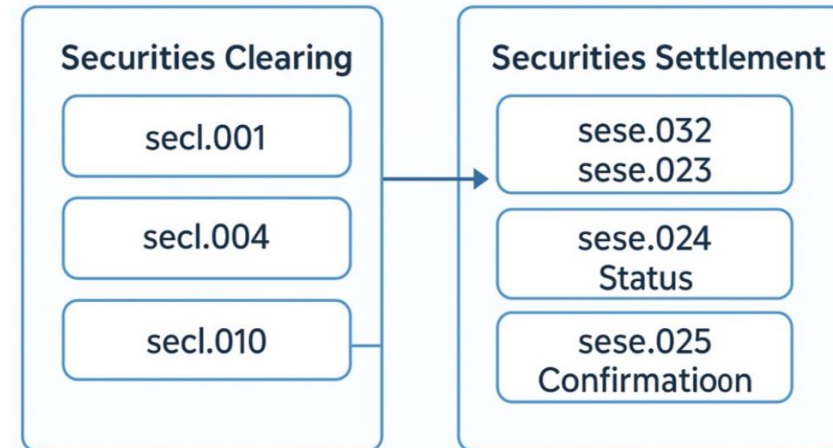 Securities Clearing
secl.001
secl.004
secl.010
Securities Settlement
sese.032
sese.023
sese.024
Status
sese.025
Confirmatioon